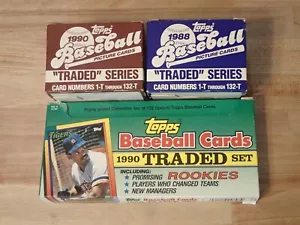 Topps
1990
Baseball
PICTURE CARDS
"TRADED" SERIES
CARD NUMBERS 1-T THROUGH 132-T
Topps
1988
Baseball
PICTURE CARDS
"TRADED" SERIES
CARD NUMBERS 1-T THROUGH 132-T
TIGERS
Topps
Baseball Cards
1990 TRADED SET
INCLUDING:
• PROMISING ROOKIES
• PLAYERS WHO CHANGED TEAMS
• NEW MANAGERS